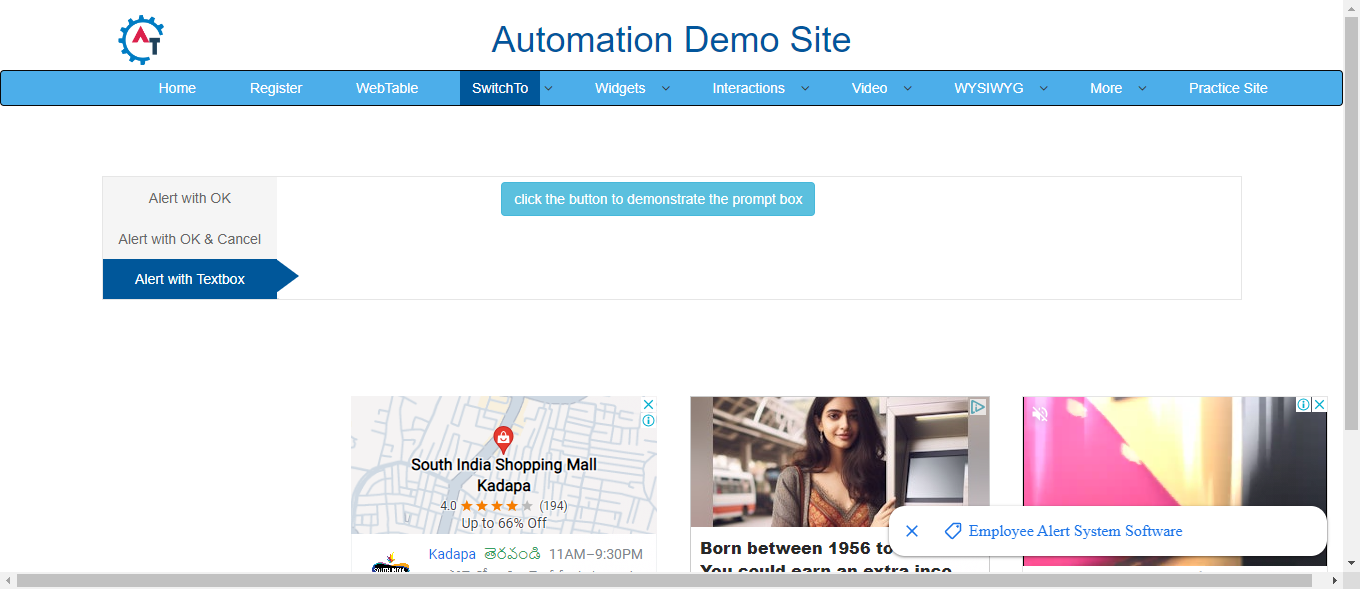 AT
Automation Demo Site
Home Register WebTable SwitchTo Widgets Interactions Video WYSIWYG More Practice Site
Alert with OK
click the button to demonstrate the prompt box
Alert with OK & Cancel
Alert with Textbox
South India Shopping Mall
Kadapa
4.0 (194)
Up to 66% Off
Kadapa తెరవండి 11AM–9:30PM
SOUTH INDIA
Born between 1956 to
You could earn an extra inco
Employee Alert System Software